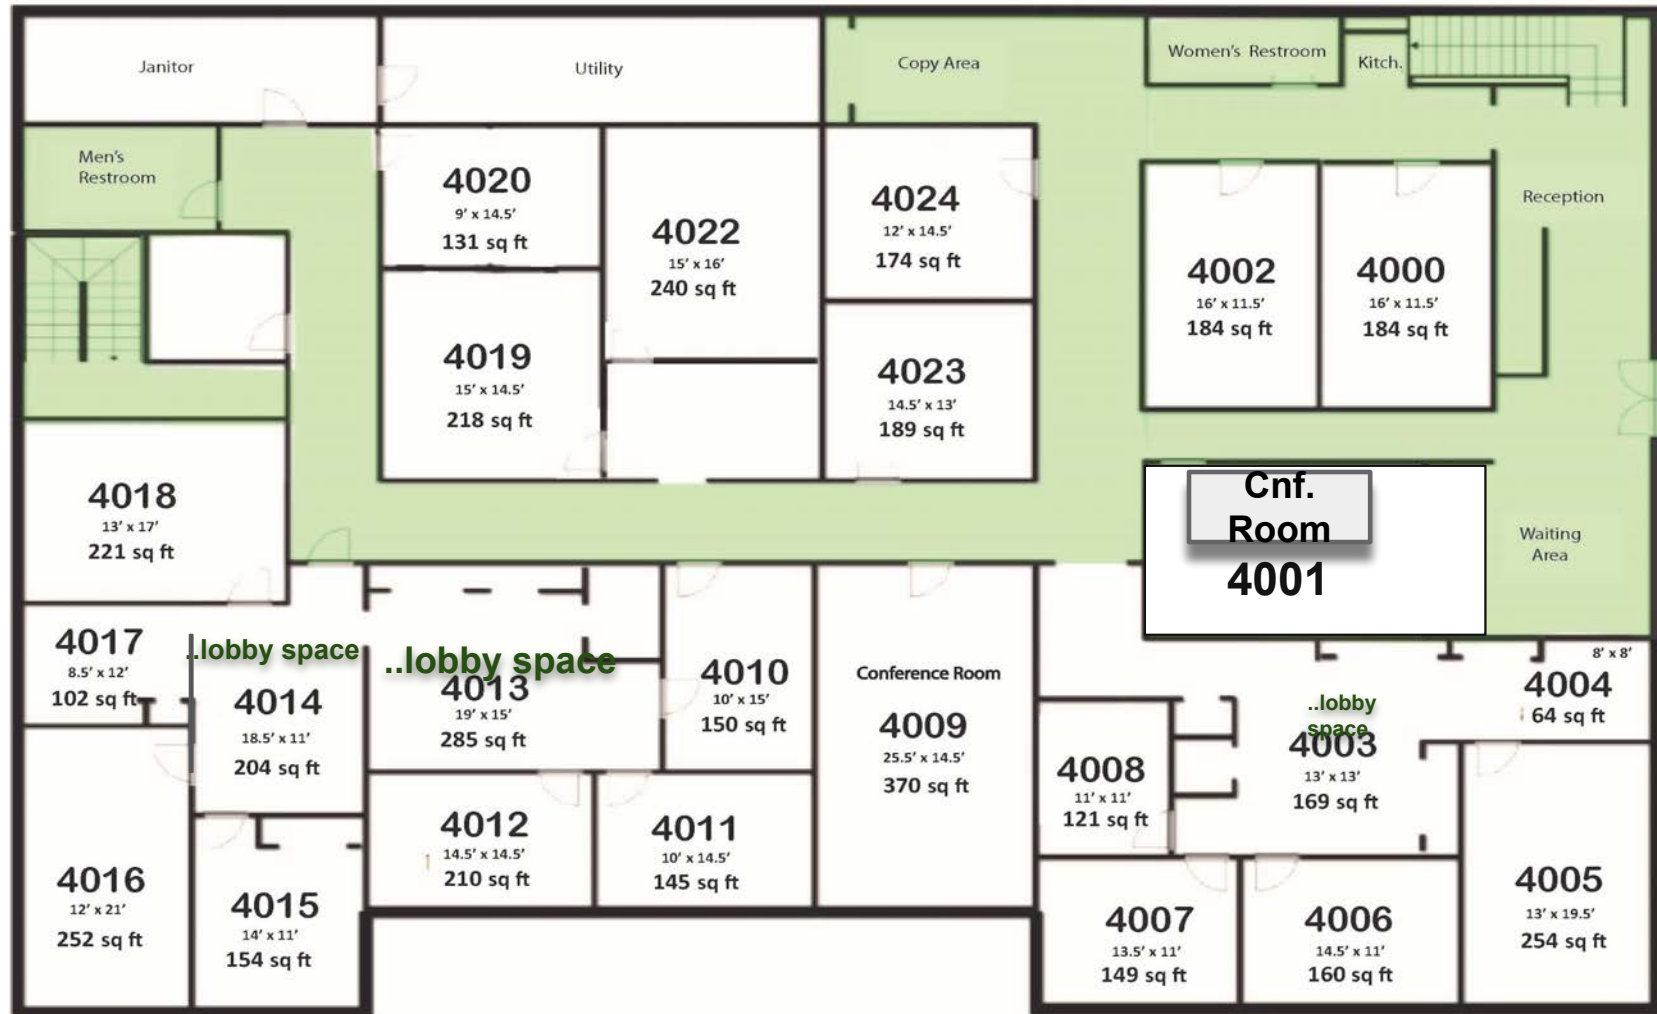 Janitor
Utility
Copy Area
Women's Restroom
Kitch.
Men's
Restroom
4020
9' x 14.5'
131 sq ft
4022
15' x 16'
240 sq ft
4024
12' x 14.5'
174 sq ft
4002
16' x 11.5'
184 sq ft
4000
16' x 11.5'
184 sq ft
Reception
4019
15' x 14.5'
218 sq ft
4023
14.5' x 13'
189 sq ft
4018
13' x 17'
221 sq ft
Cnf.
Room
4001
Waiting
Area
4017
8.5' x 12'
102 sq ft
..lobby space
4014
18.5' x 11'
204 sq ft
..lobby space
4013
19' x 15'
285 sq ft
4010
10' x 15'
150 sq ft
Conference Room
4009
25.5' x 14.5'
370 sq ft
4008
11' x 11'
121 sq ft
..lobby
space
4003
13' x 13'
169 sq ft
8' x 8'
4004
64 sq ft
4016
12' x 21'
252 sq ft
4015
14' x 11'
154 sq ft
4012
14.5' x 14.5'
210 sq ft
4011
10' x 14.5'
145 sq ft
4007
13.5' x 11'
149 sq ft
4006
14.5' x 11'
160 sq ft
4005
13' x 19.5'
254 sq ft